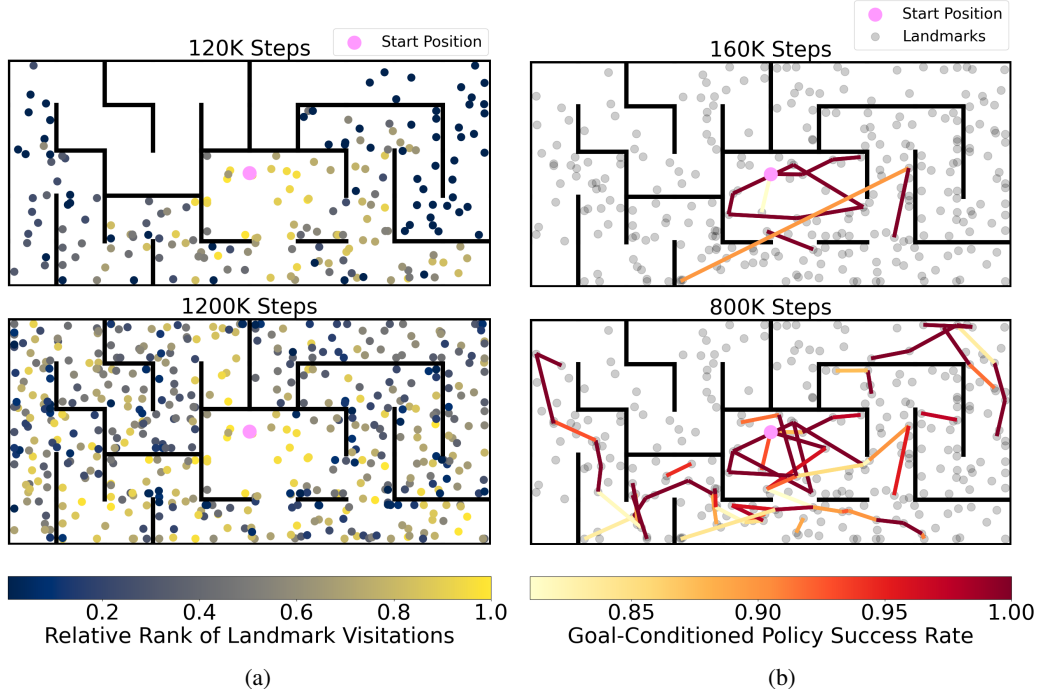 120K Steps
Start Position
1200K Steps
0.2 0.4 0.6 0.8 1.0
Relative Rank of Landmark Visitations
(a)
160K Steps
Start Position
Landmarks
800K Steps
0.85 0.90 0.95 1.00
Goal-Conditioned Policy Success Rate
(b)